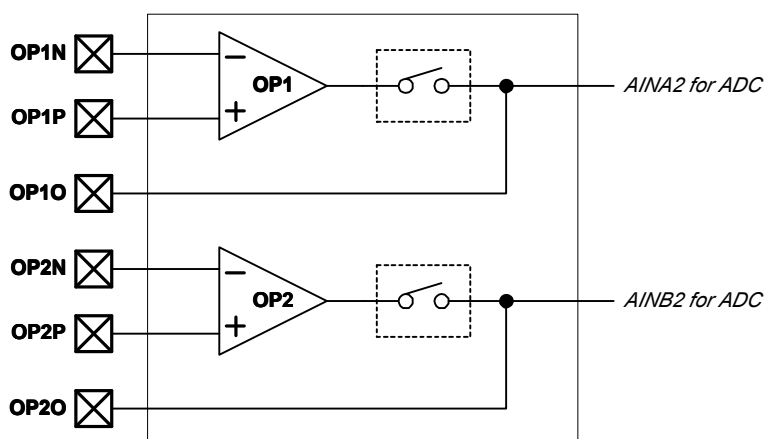 OP1N
OP1P
OP1O
OP1
−
+
AINA2 for ADC
OP2N
OP2P
OP2O
OP2
−
+
AINB2 for ADC